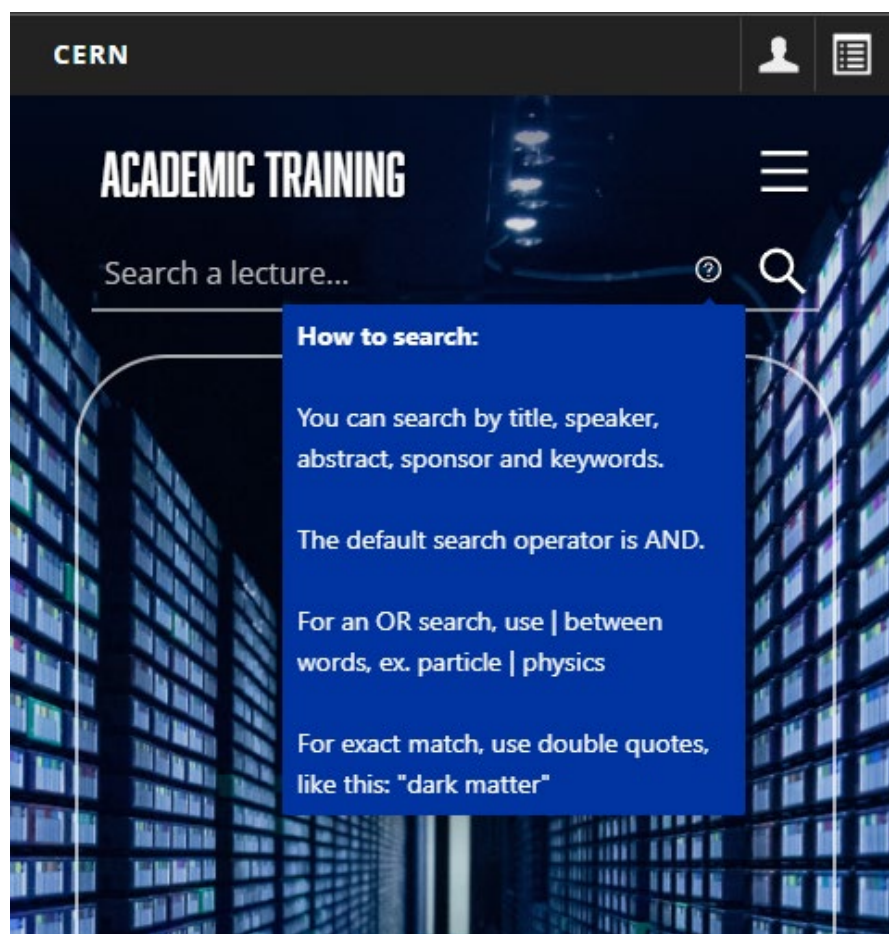 CERN
ACADEMIC TRAINING
Search a lecture...
How to search:
You can search by title, speaker,
abstract, sponsor and keywords.
The default search operator is AND.
For an OR search, use | between
words, ex. particle | physics
For exact match, use double quotes,
like this: "dark matter"